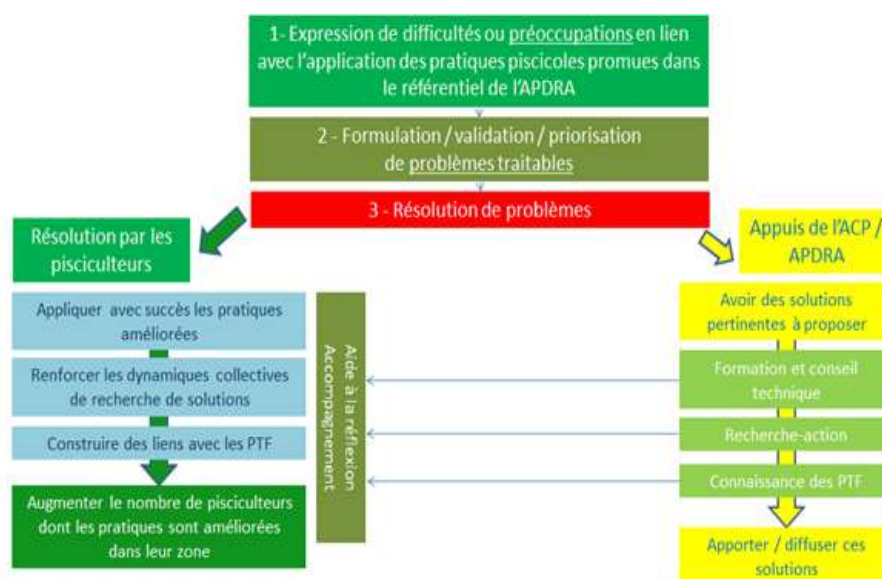 1- Expression de difficultés ou préoccupations en lien
avec l'application des pratiques piscicoles promues dans
le référentiel de l'APDRA
2 - Formulation / validation / priorisation
de problèmes traitables
3 - Résolution de problèmes
Résolution par les
pisciculteurs
Appliquer avec succès les pratiques
améliorées
Renforcer les dynamiques collectives
de recherche de solutions
Construire des liens avec les PTF
Augmenter le nombre de pisciculteurs
dont les pratiques sont améliorées
dans leur zone
Aide à la réflexion
Accompagnement
Appuis de l'ACP /
APDRA
Avoir des solutions
pertinentes à proposer
Formation et conseil
technique
Recherche-action
Connaissance des PTF
Apporter / diffuser ces
solutions